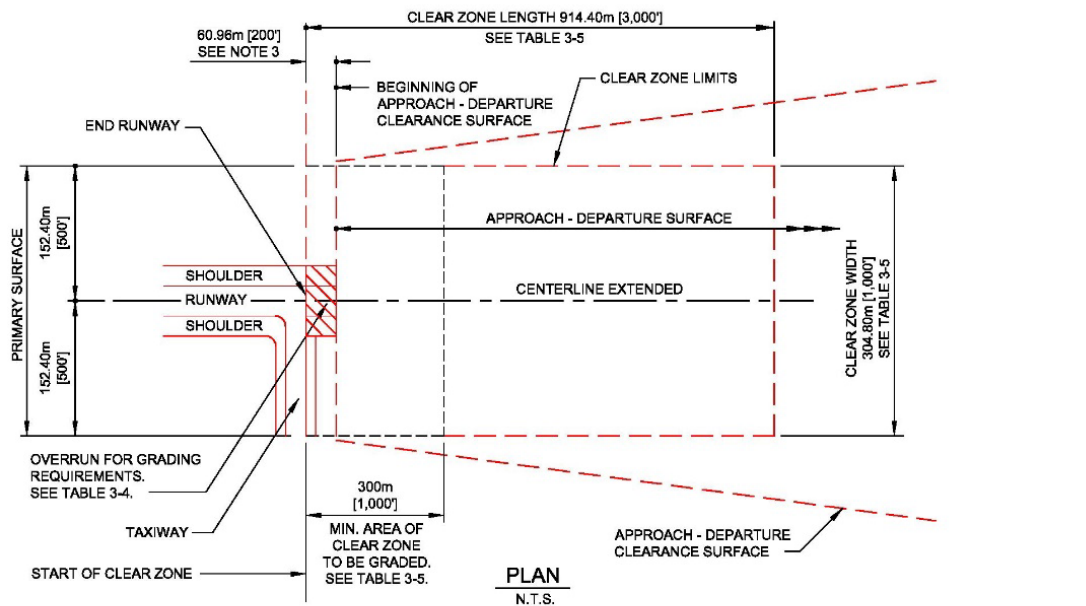 CLEAR ZONE LENGTH 914.40m [3,000']
SEE TABLE 3-5
60.96m [200']
SEE NOTE 3
BEGINNING OF
APPROACH - DEPARTURE
CLEARANCE SURFACE
CLEAR ZONE LIMITS
END RUNWAY
PRIMARY SURFACE
152.40m
[500']
152.40m
[500']
APPROACH - DEPARTURE SURFACE
SHOULDER
RUNWAY
SHOULDER
CENTERLINE EXTENDED
CLEAR ZONE WIDTH
304.80m [1,000']
SEE TABLE 3-5
OVERRUN FOR GRADING
REQUIREMENTS.
SEE TABLE 3-4.
TAXIWAY
START OF CLEAR ZONE
300m
[1,000']
MIN. AREA OF
CLEAR ZONE
TO BE GRADED.
SEE TABLE 3-5.
APPROACH - DEPARTURE
CLEARANCE SURFACE
PLAN
N.T.S.